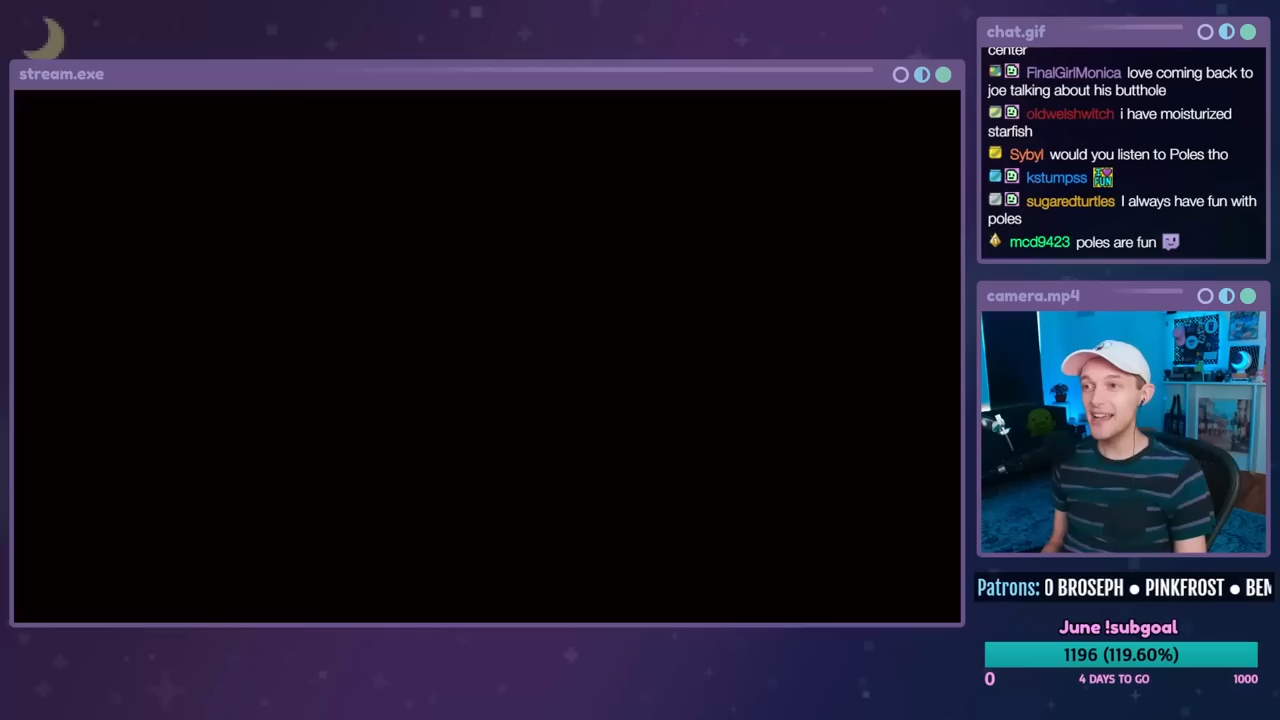 stream.exe
chat.gif
center
FinalGirlMonica love coming back to
joe talking about his butthole
oldwelshwitch i have moisturized
starfish
Sybyl would you listen to Poles tho
kstumpss
sugaredturtles I always have fun with
poles
mcd9423 poles are fun
camera.mp4
Patrons: O BROSEPH ● PINKFROST ●
June !subgoal
1196 (119.60%)
0 4 DAYS TO GO 1000